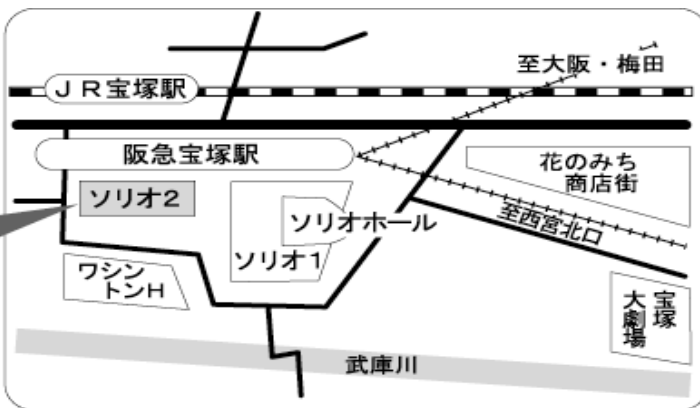 至大阪・梅田
JR宝塚駅
阪急宝塚駅
花のみち
商店街
ソリオ2
ソリオホール
至西宮北口
ソリオ1
ワシン
トンH
宝塚
大劇場
武庫川